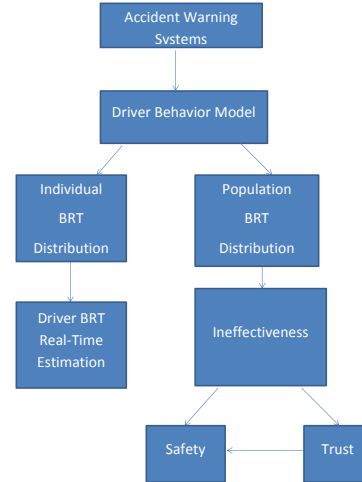 Accident Warning
Systems
Driver Behavior Model
Individual
BRT
Distribution
Population
BRT
Distribution
Driver BRT
Real-Time
Estimation
Ineffectiveness
Safety
Trust